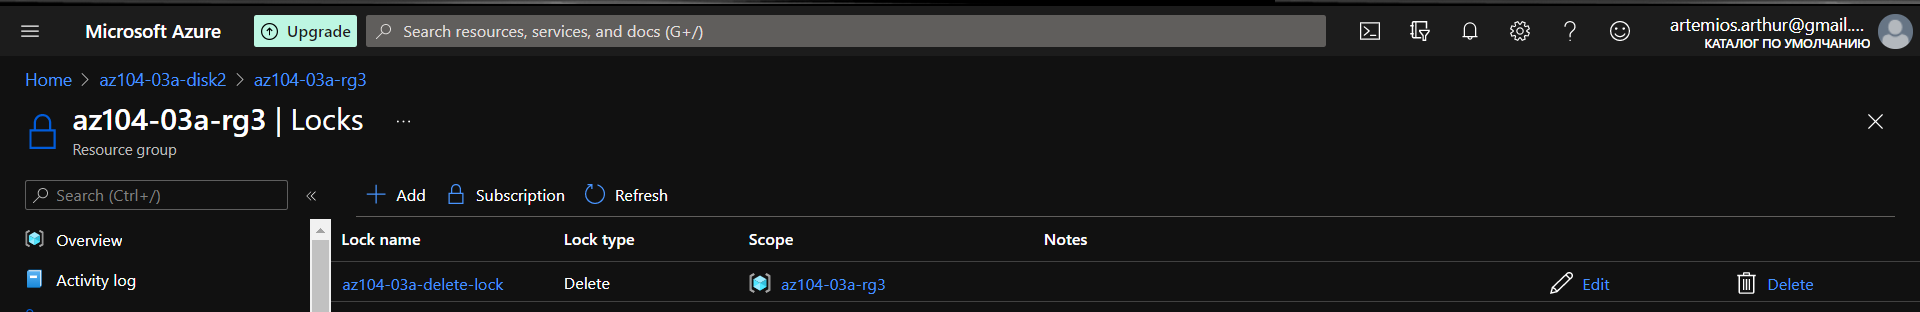 Microsoft Azure Upgrade Search resources, services, and docs (G+/) artemios.arthur@gmail....
КАТАЛОГ ПО УМОЛЧАНИЮ
Home > az104-03a-disk2 > az104-03a-rg3
az104-03a-rg3 | Locks ...
Resource group
Search (Ctrl+/) « Add Subscription Refresh
Overview
Activity log
Lock name Lock type Scope Notes
az104-03a-delete-lock Delete az104-03a-rg3 Edit Delete